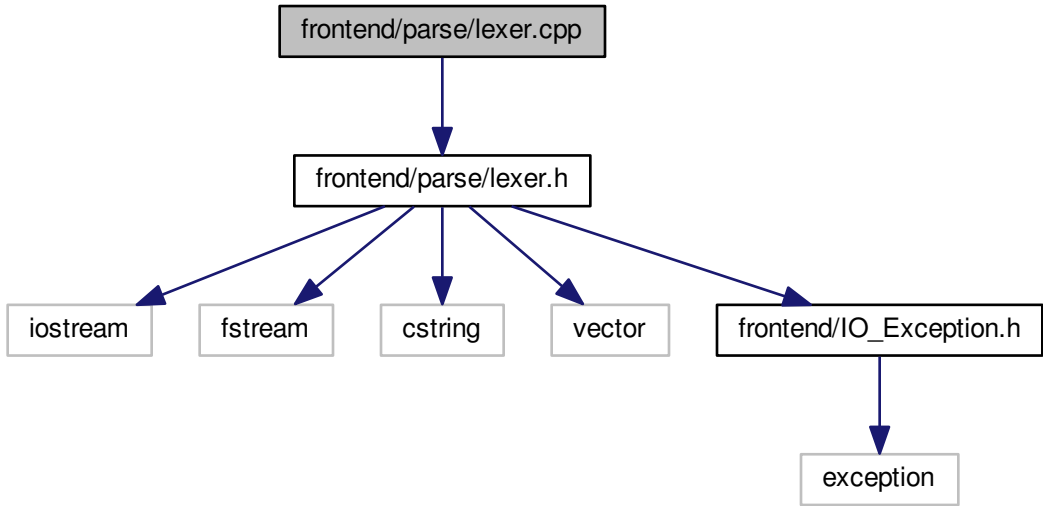 frontend/parse/lexer.cpp
frontend/parse/lexer.h
iostream
fstream
cstring
vector
frontend/IO_Exception.h
exception